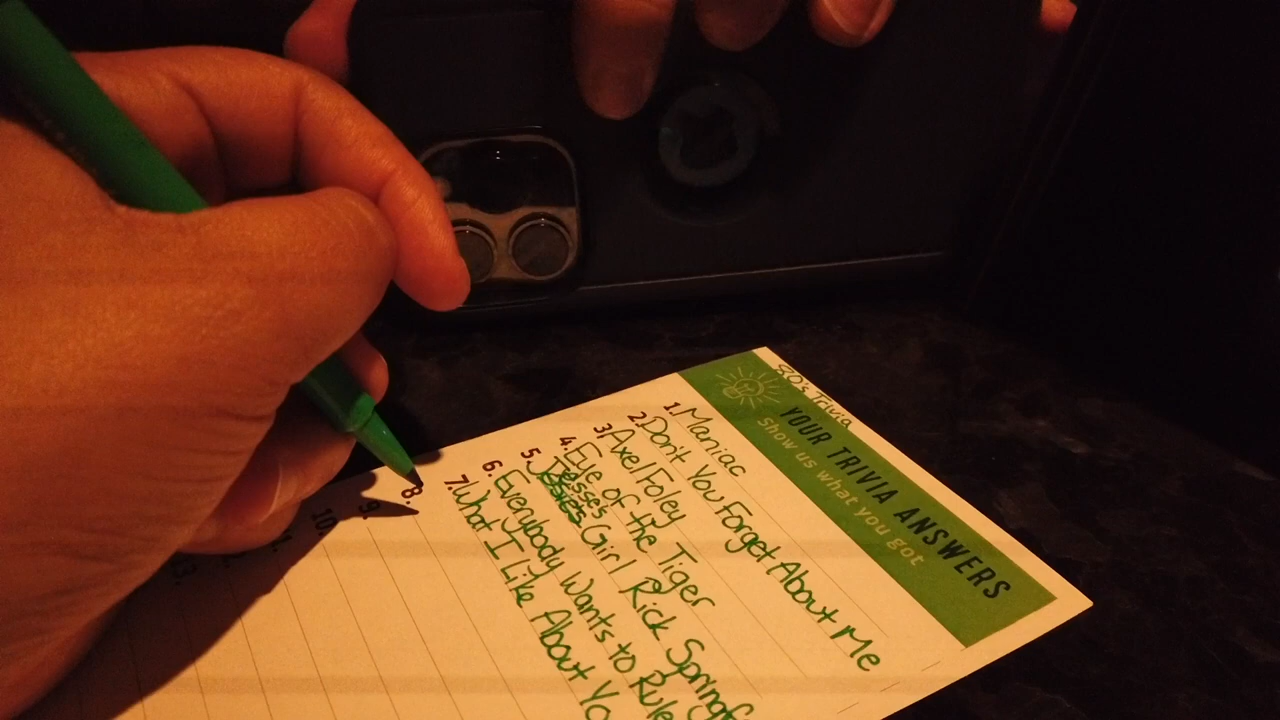 80's Trivia
YOUR TRIVIA ANSWERS
Show us what you got
1. Maniac
2. Don't You Forget About Me
3 Axel Foley
4. Eye of the Tiger
5. Jesses Girl Rick Springf
6. Everybody Wants to Rule
7. What I Like About Yo
8.
9.
10.